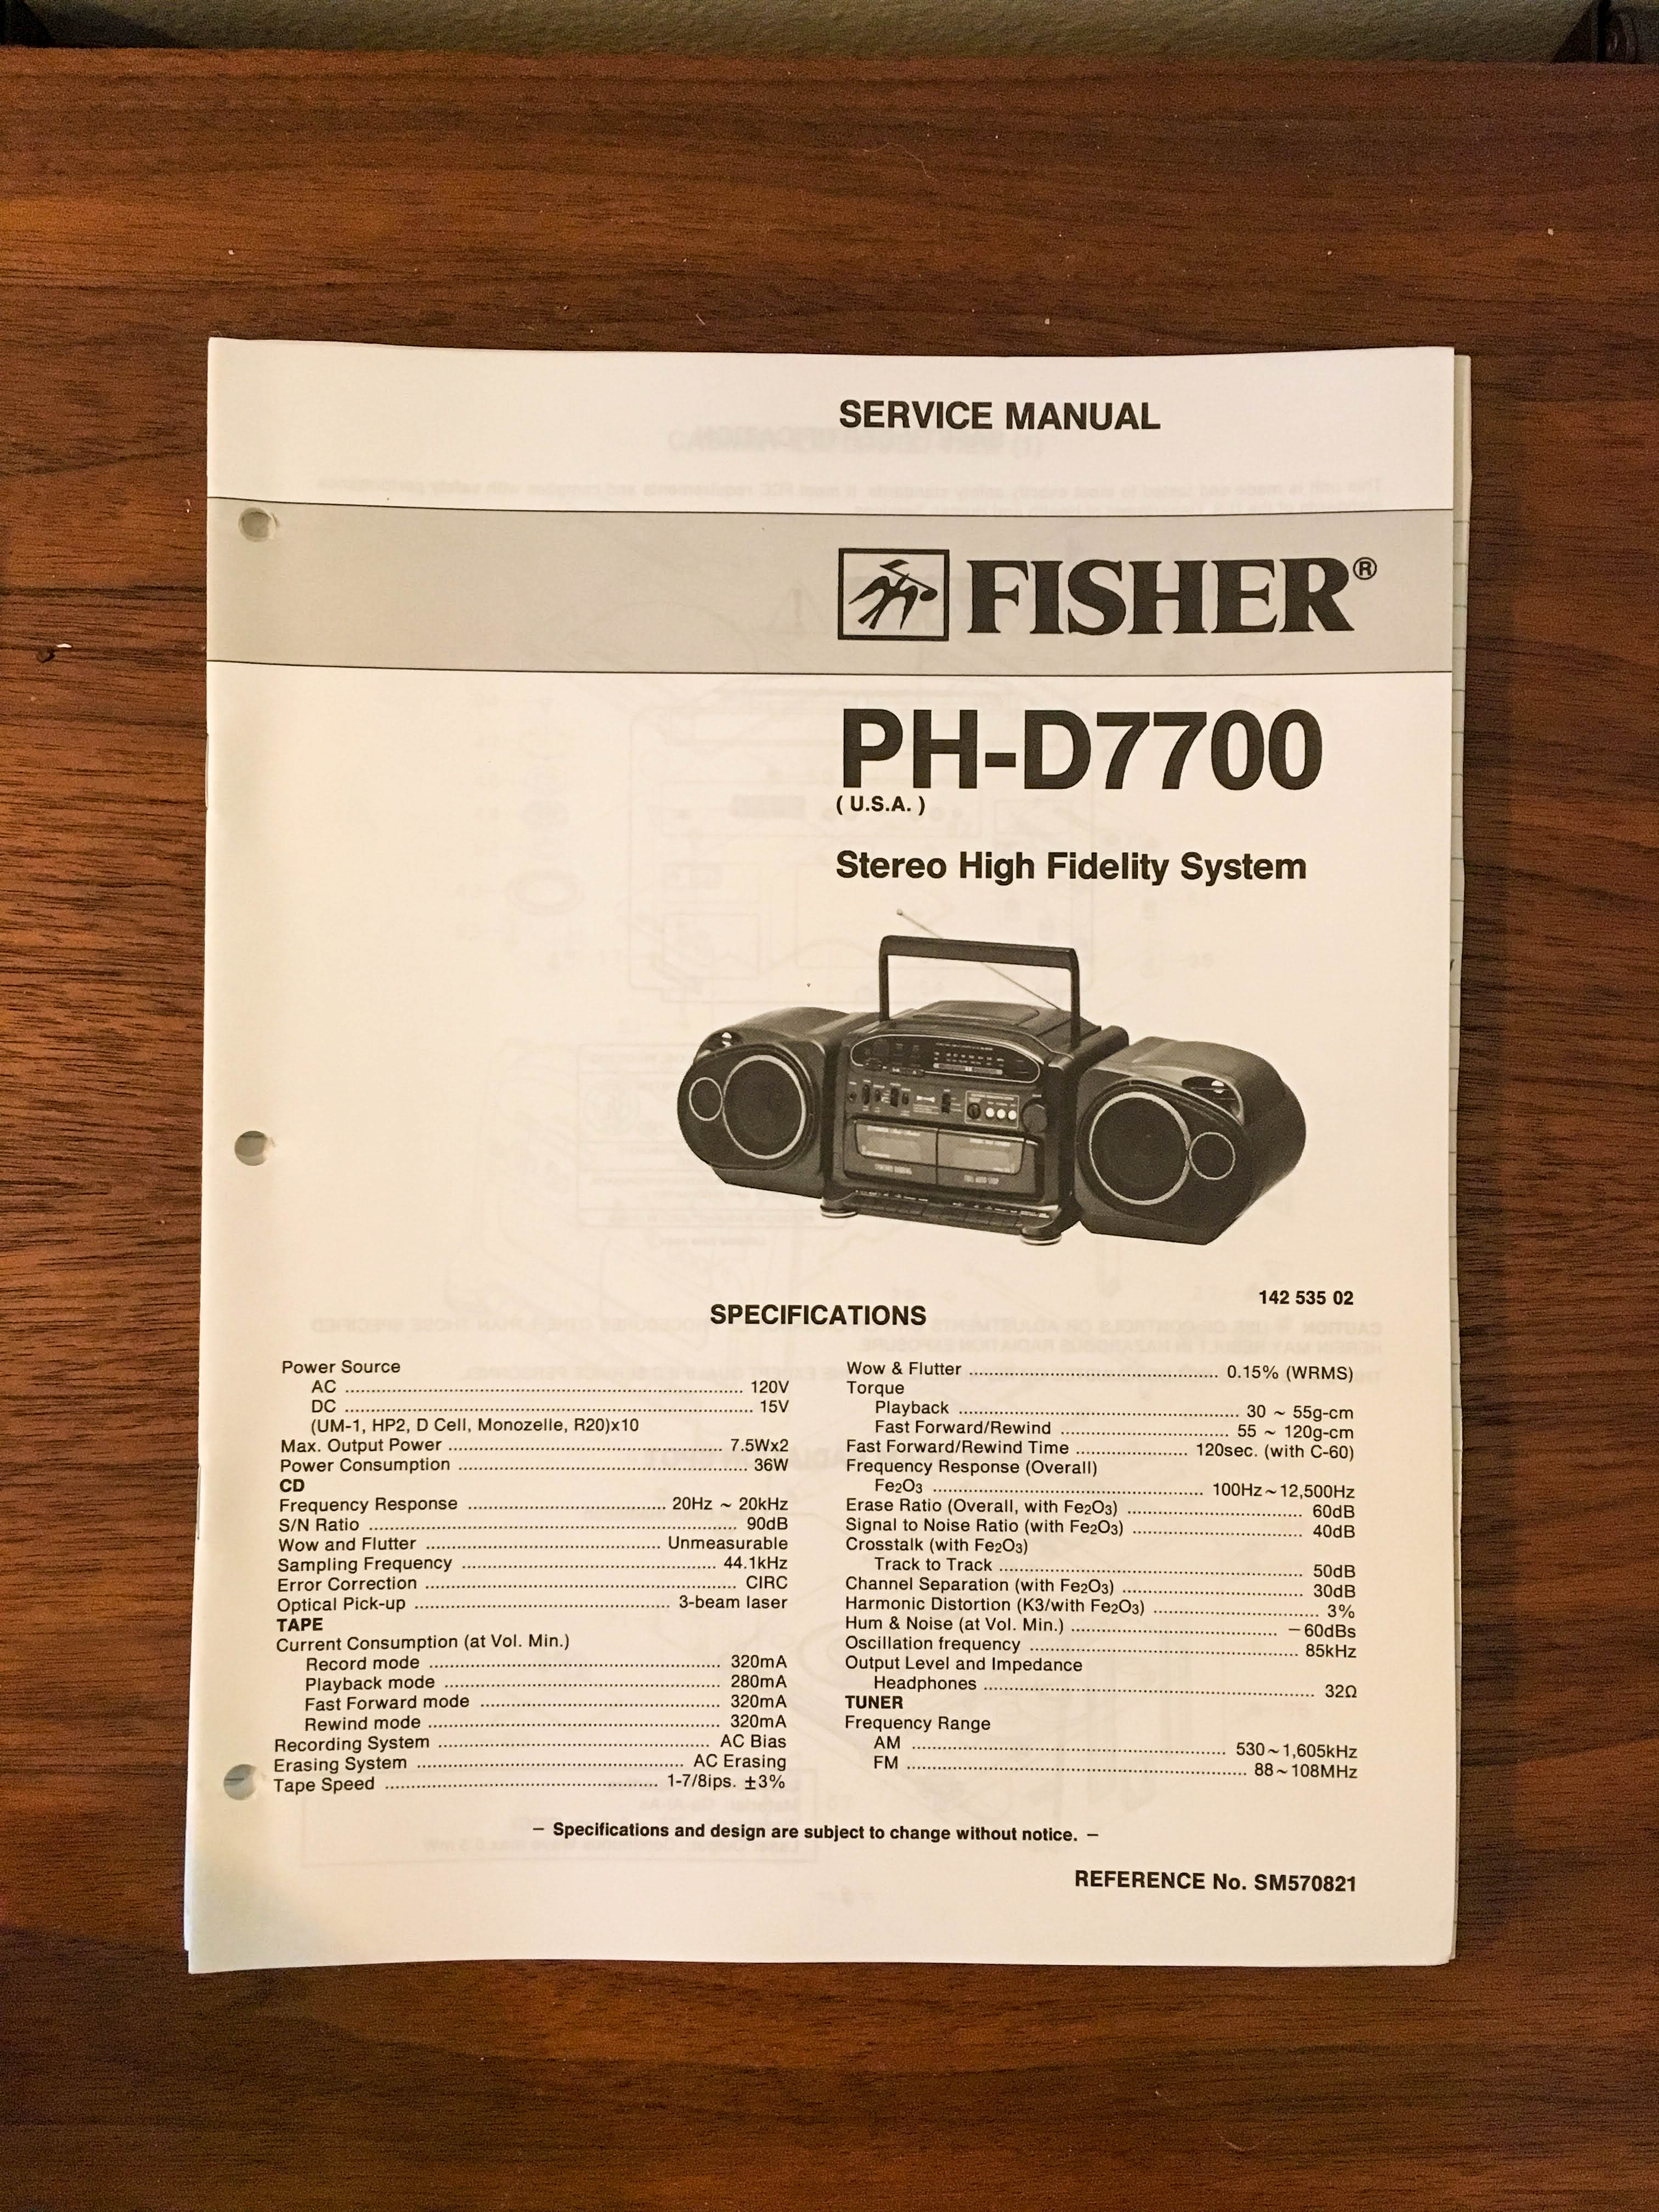 SERVICE MANUAL
FISHER®
PH-D7700
( U.S.A. )
Stereo High Fidelity System
142 535 02
SPECIFICATIONS
Power Source
AC ........ 120V
DC ........ 15V
(UM-1, HP2, D Cell, Monozelle, R20)x10
Max. Output Power ........ 7.5Wx2
Power Consumption ........ 36W
CD
Frequency Response ........ 20Hz ~ 20kHz
S/N Ratio ........ 90dB
Wow and Flutter ........ Unmeasurable
Sampling Frequency ........ 44.1kHz
Error Correction ........ CIRC
Optical Pick-up ........ 3-beam laser
TAPE
Current Consumption (at Vol. Min.)
Record mode ........ 320mA
Playback mode ........ 280mA
Fast Forward mode ........ 320mA
Rewind mode ........ 320mA
Recording System ........ AC Bias
Erasing System ........ AC Erasing
Tape Speed ........ 1-7/8ips. ±3%
Wow & Flutter ........ 0.15% (WRMS)
Torque
Playback ........ 30 ~ 55g-cm
Fast Forward/Rewind ........ 55 ~ 120g-cm
Fast Forward/Rewind Time ........ 120sec. (with C-60)
Frequency Response (Overall)
Fe2O3 ........ 100Hz~12,500Hz
Erase Ratio (Overall, with Fe2O3) ........ 60dB
Signal to Noise Ratio (with Fe2O3) ........ 40dB
Crosstalk (with Fe2O3)
Track to Track ........ 50dB
Channel Separation (with Fe2O3) ........ 30dB
Harmonic Distortion (K3/with Fe2O3) ........ 3%
Hum & Noise (at Vol. Min.) ........ −60dBs
Oscillation frequency ........ 85kHz
Output Level and Impedance
Headphones ........ 32Ω
TUNER
Frequency Range
AM ........ 530~1,605kHz
FM ........ 88~108MHz
– Specifications and design are subject to change without notice. –
REFERENCE No. SM570821